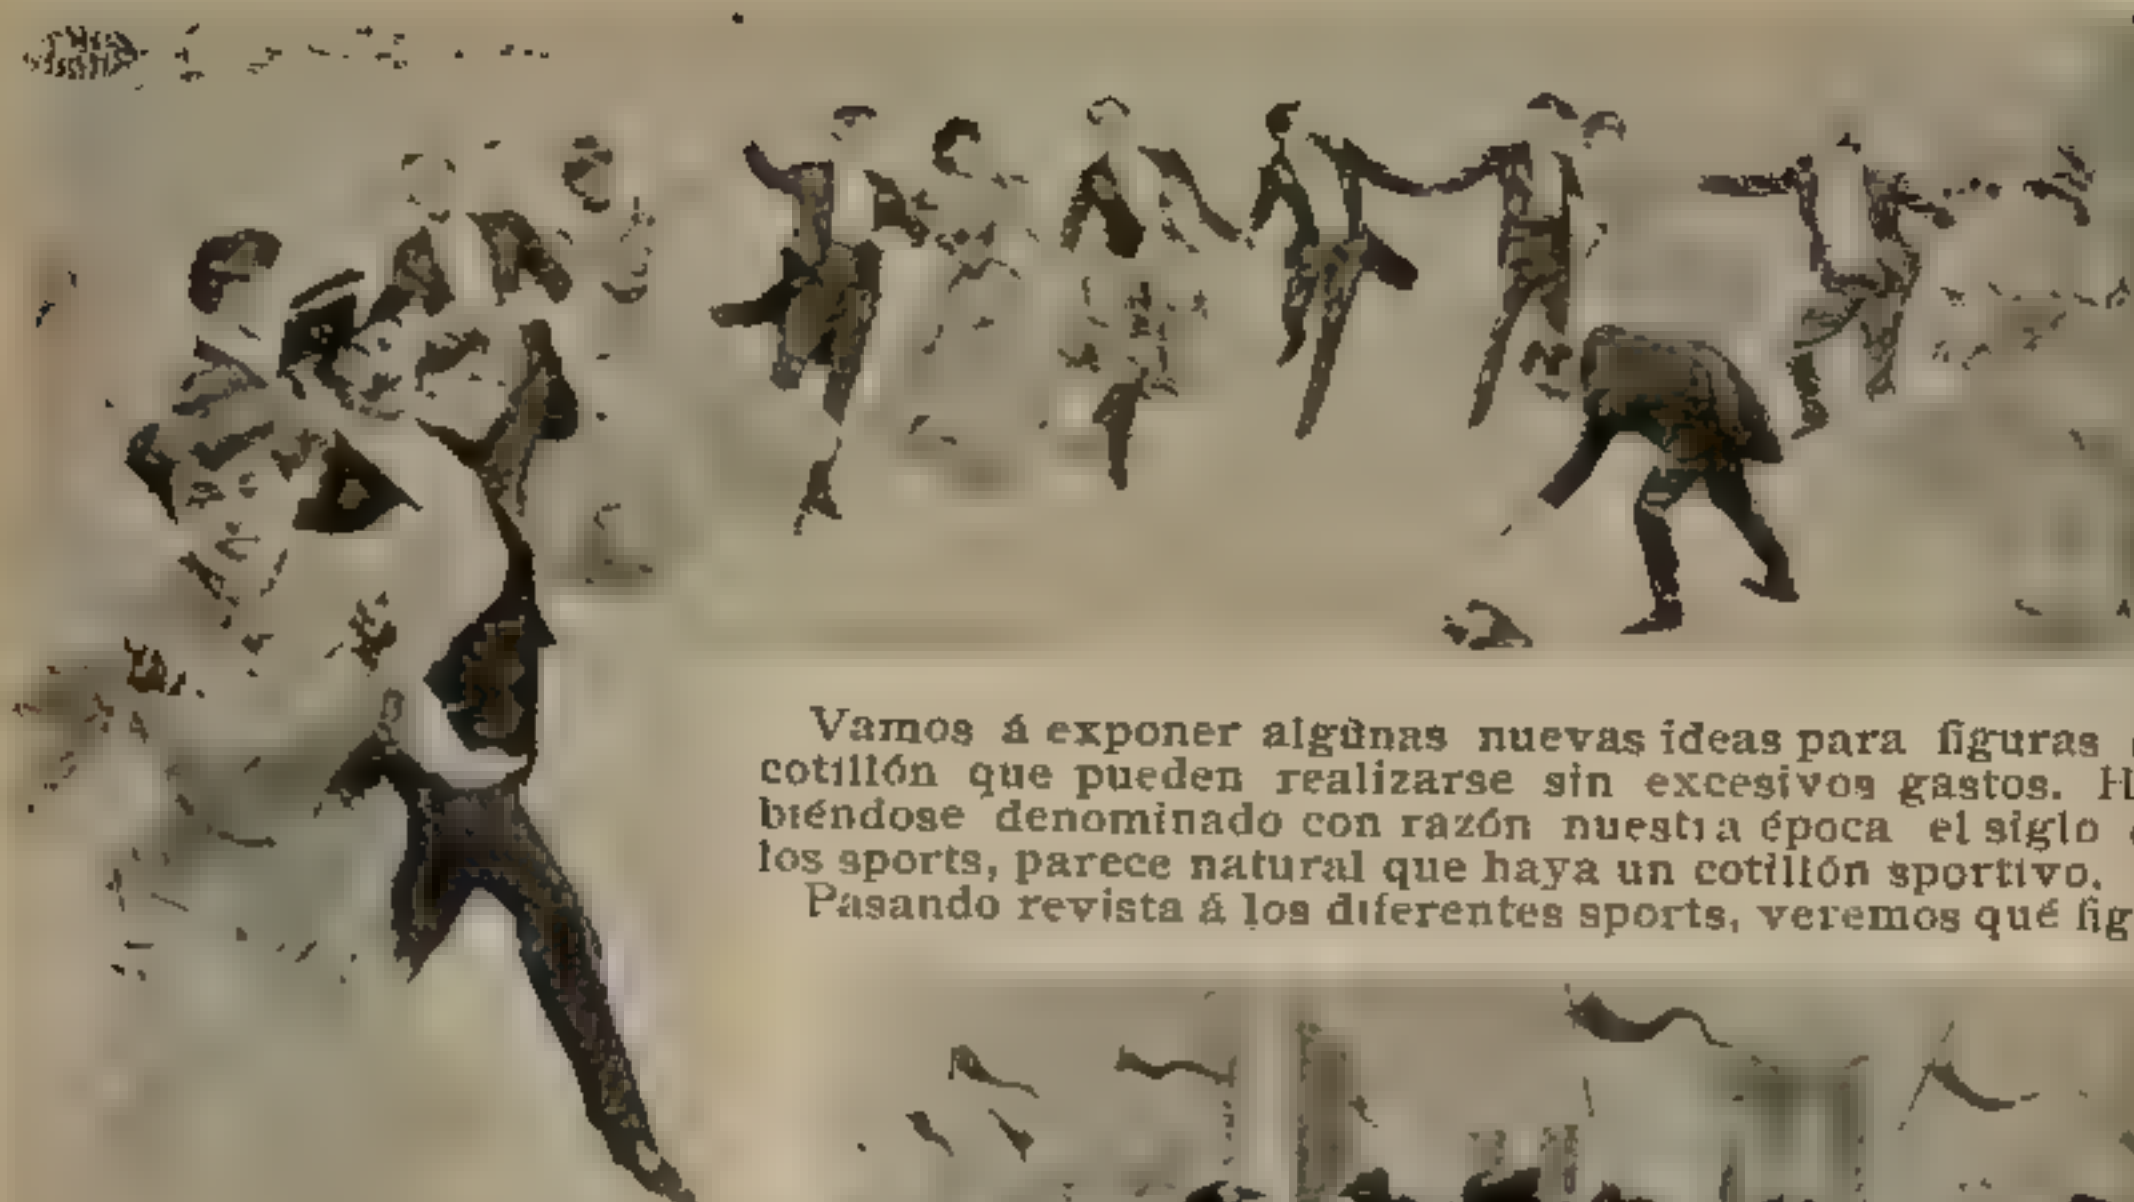 Vamos á exponer algùnas nuevas ideas para figuras
cotillón que pueden realizarse sin excesivos gastos. H
biéndose denominado con razón nuestra época el siglo
los sports, parece natural que haya un cotillón sportivo.
Pasando revista á los diferentes sports, veremos qué fig